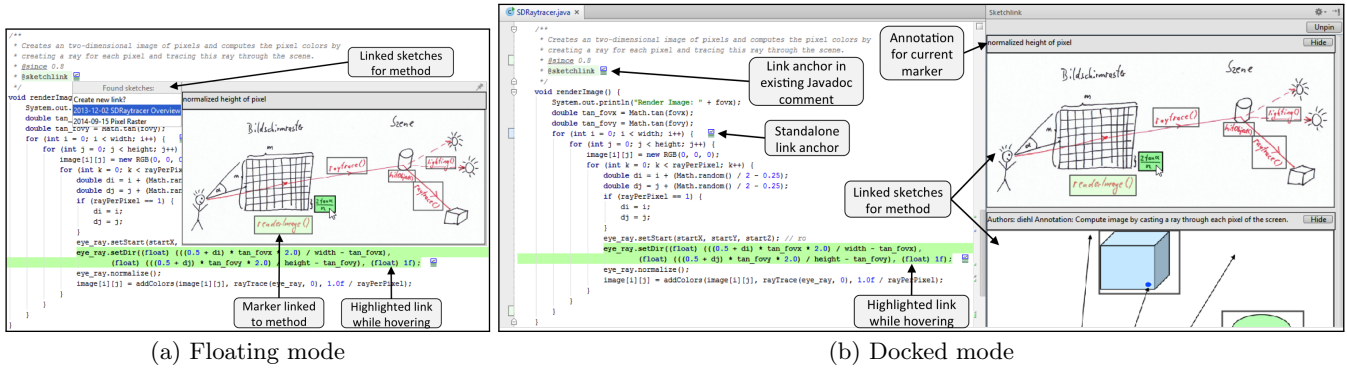 /**
* Creates an two-dimensional image of pixels and computes the pixel colors by
* creating a ray for each pixel and tracing this ray through the scene.
* @since 0.8
* @sketchlink
*/
Found sketches:
Create new link?
2013-12-02 SDRaytracer Overview
2014-09-15 Pixel Raster
void renderImag
System.out.
double tan
double tan_fovy = Math.tan(fovy);
for (int i = 0; i < width; i++) {
for (int j = 0; j < height; j++) {
image[i][j] = new RGB(0, 0, 0)
for (int k = 0; k < rayPerPixel
double di = i + (Math.ran
double dj = j + (Math.ran
if (rayPerPixel == 1) {
di = i;
dj = j;
}
eye_ray.setStart(startX,
eye_ray.setDir((float) (((0.5 + di) * tan_fovx * 2.0) / width - tan_fovx),
(float) (((0.5 + dj) * tan_fovy * 2.0) / height - tan_fovy), (float) 1f);
eye_ray.normalize();
image[i][j] = addColors(image[i][j], rayTrace(eye_ray, 0), 1.0f / rayPerPixel);
}
}
}
}
normalized height of pixel
Bildschirmraster
Szene
m
n
α
raytrace()
lighting()
hitObject()
raytrace()
2 tan α
n
renderImage()
Linked sketches
for method
Marker linked
to method
Highlighted link
while hovering
(a) Floating mode
SDRaytracer.java ×
/**
* Creates an two-dimensional image of pixels and computes the pixel colors by
* creating a ray for each pixel and tracing this ray through the scene.
* @since 0.8
* @sketchlink
*/
void renderImage() {
System.out.println("Render Image: " + fovx);
double tan_fovx = Math.tan(fovx);
double tan_fovy = Math.tan(fovy);
for (int i = 0; i < width; i++) {
for (int j = 0; j < height; j++) {
image[i][j] = new RGB(0, 0, 0);
for (int k = 0; k < rayPerPixel; k++) {
double di = i + (Math.random() / 2 - 0.25);
double dj = j + (Math.random() / 2 - 0.25);
if (rayPerPixel == 1) {
di = i;
dj = j;
}
eye_ray.setStart(startX, startY, startZ); // ro
eye_ray.setDir((float) (((0.5 + di) * tan_fovx * 2.0) / width - tan_fovx),
(float) (((0.5 + dj) * tan_fovy * 2.0) / height - tan_fovy), (float) 1f);
eye_ray.normalize();
image[i][j] = addColors(image[i][j], rayTrace(eye_ray, 0), 1.0f / rayPerPixel);
}
}
}
}
Link anchor in
existing Javadoc
comment
Standalone
link anchor
Annotation
for current
marker
Linked sketches
for method
Highlighted link
while hovering
Sketchlink
Unpin
normalized height of pixel
Hide
Bildschirmraster
Szene
m
n
α
raytrace()
lighting()
hitObject()
raytrace()
2 tan α
n
renderImage()
Authors: diehl Annotation: Compute image by casting a ray through each pixel of the screen.
Hide
(b) Docked mode